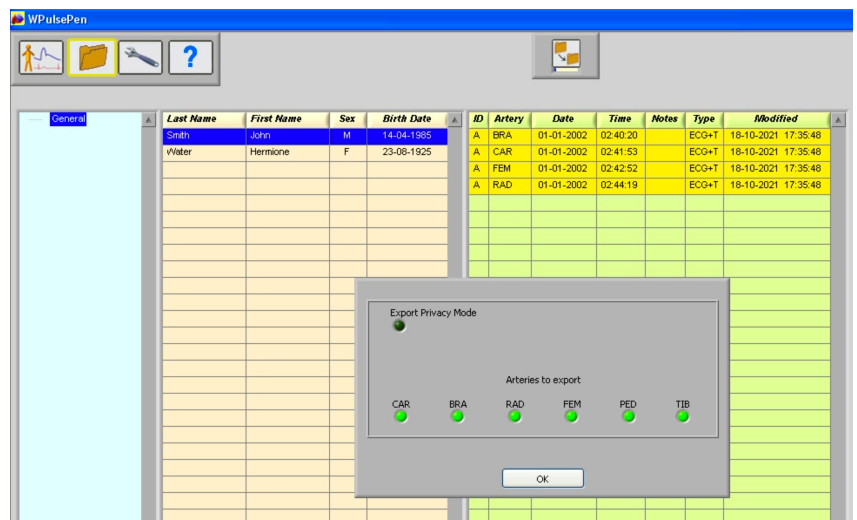 WPulsePen
?
General
Last Name First Name Sex Birth Date
Smith John M 14-04-1985
Water Hermione F 23-08-1925
ID Artery Date Time Notes Type Modified
A BRA 01-01-2002 02:40:20 ECG+T 18-10-2021 17:35:48
A CAR 01-01-2002 02:41:53 ECG+T 18-10-2021 17:35:48
A FEM 01-01-2002 02:42:52 ECG+T 18-10-2021 17:35:48
A RAD 01-01-2002 02:44:19 ECG+T 18-10-2021 17:35:48
Export Privacy Mode
Arteries to export
CAR BRA RAD FEM PED TIB
OK